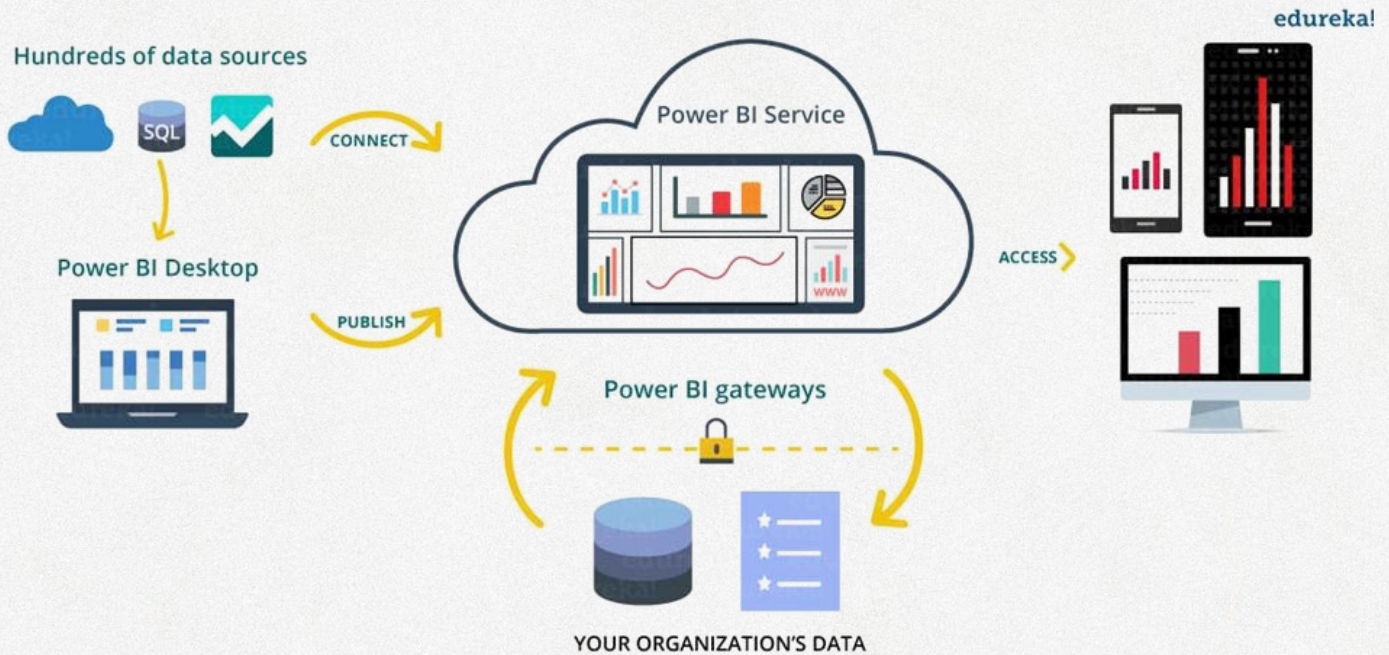 edureka!
Hundreds of data sources
SQL
CONNECT
Power BI Service
WWW
ACCESS
Power BI Desktop
PUBLISH
Power BI gateways
YOUR ORGANIZATION'S DATA